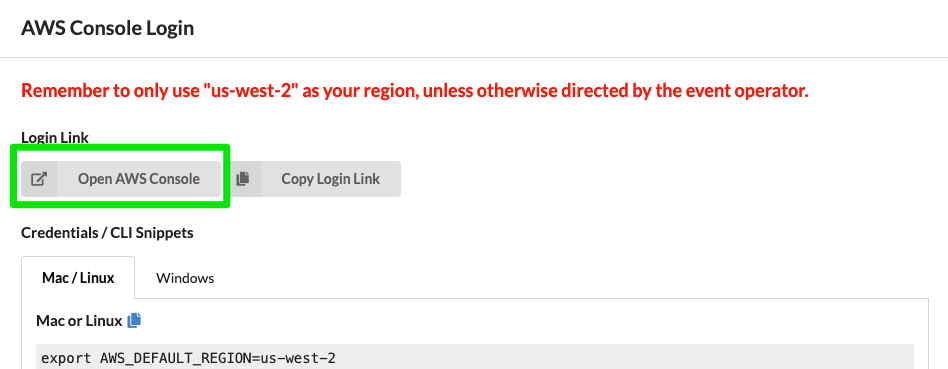 AWS Console Login
Remember to only use "us-west-2" as your region, unless otherwise directed by the event operator.
Login Link
Open AWS Console
Copy Login Link
Credentials / CLI Snippets
Mac / Linux
Windows
Mac or Linux
export AWS_DEFAULT_REGION=us-west-2